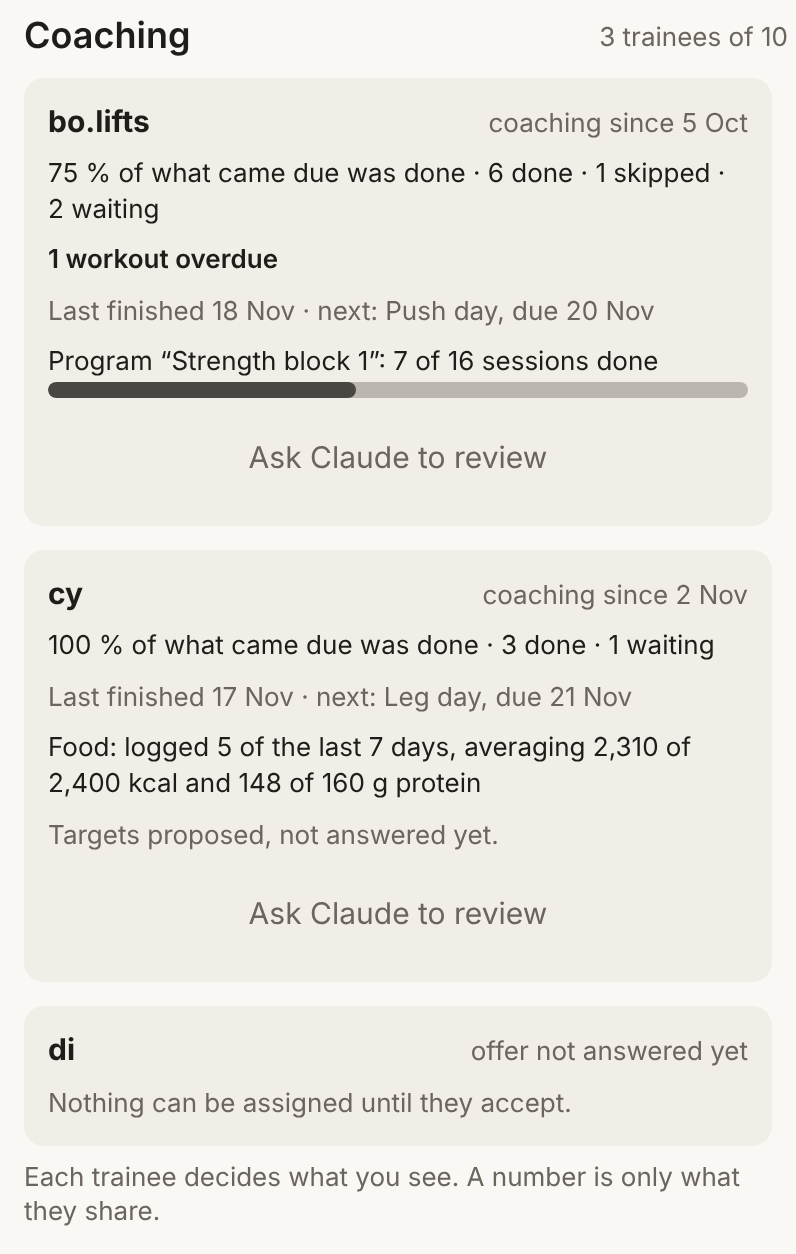 Coaching
3 trainees of 10
bo.lifts
coaching since 5 Oct
75 % of what came due was done · 6 done · 1 skipped ·
2 waiting
1 workout overdue
Last finished 18 Nov · next: Push day, due 20 Nov
Program “Strength block 1”: 7 of 16 sessions done
Ask Claude to review
cy
coaching since 2 Nov
100 % of what came due was done · 3 done · 1 waiting
Last finished 17 Nov · next: Leg day, due 21 Nov
Food: logged 5 of the last 7 days, averaging 2,310 of
2,400 kcal and 148 of 160 g protein
Targets proposed, not answered yet.
Ask Claude to review
di
offer not answered yet
Nothing can be assigned until they accept.
Each trainee decides what you see. A number is only what
they share.